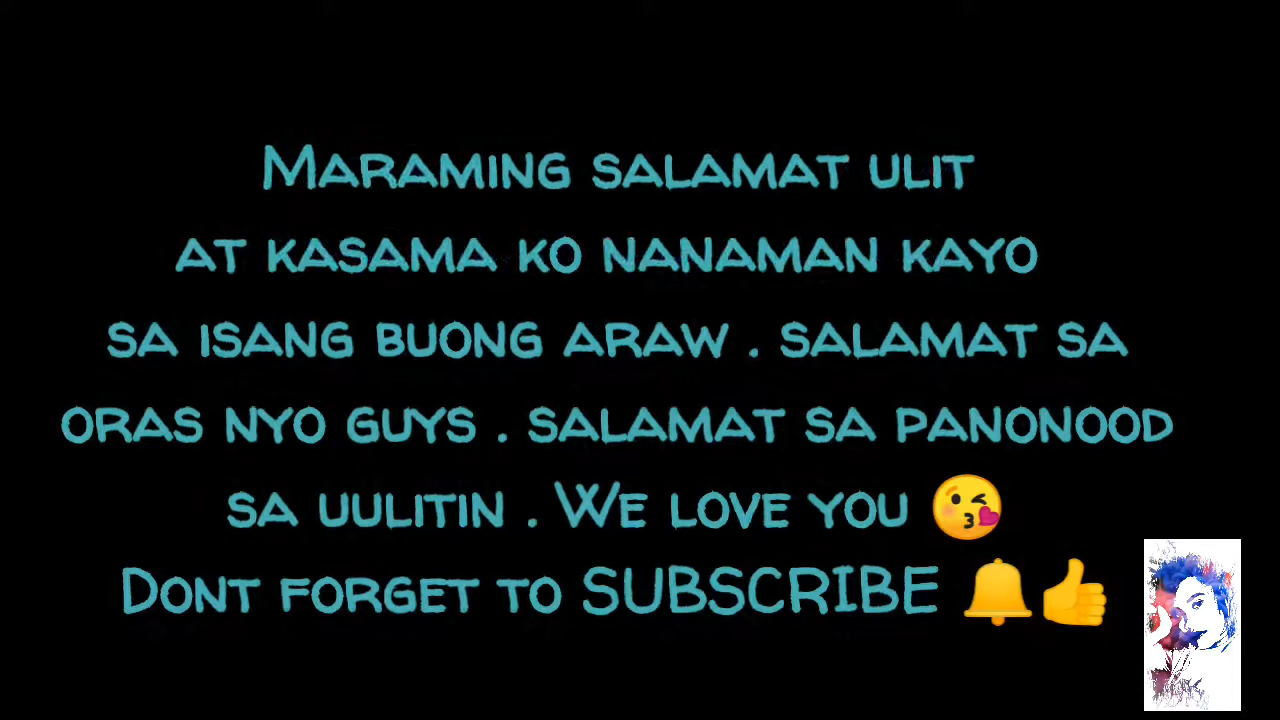 Maraming salamat ulit
at kasama ko nanaman kayo
sa isang buong araw . salamat sa
oras nyo guys . salamat sa panonood
sa uulitin . We love you 😘
Dont forget to SUBSCRIBE 🔔👍